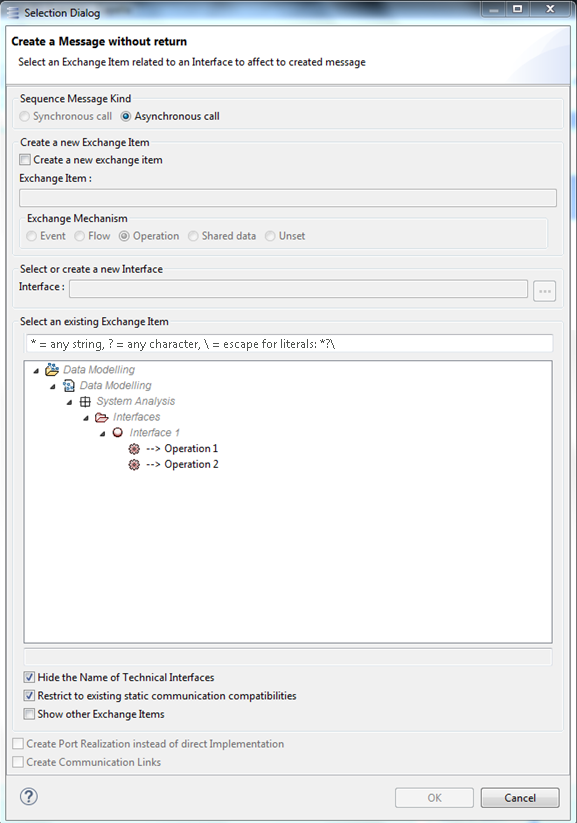 Selection Dialog
Create a Message without return
Select an Exchange Item related to an Interface to affect to created message
Sequence Message Kind
Synchronous call Asynchronous call
Create a new Exchange Item
Create a new exchange item
Exchange Item :
Exchange Mechanism
Event Flow Operation Shared data Unset
Select or create a new Interface
Interface : ...
Select an existing Exchange Item
* = any string, ? = any character, \ = escape for literals: *?\
Data Modelling
Data Modelling
System Analysis
Interfaces
Interface 1
--> Operation 1
--> Operation 2
Hide the Name of Technical Interfaces
Restrict to existing static communication compatibilities
Show other Exchange Items
Create Port Realization instead of direct Implementation
Create Communication Links
? OK Cancel